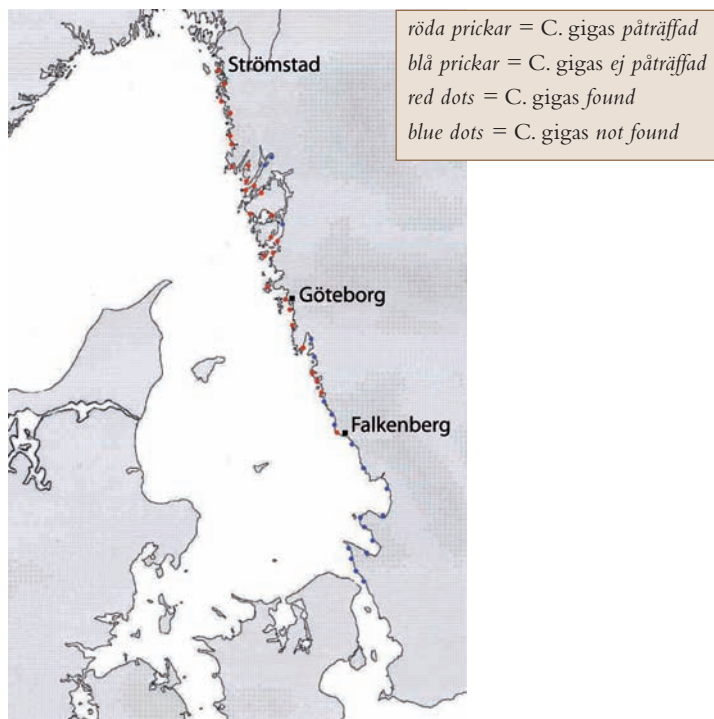 Strömstad
röda prickar = C. gigas påträffad
blå prickar = C. gigas ej påträffad
red dots = C. gigas found
blue dots = C. gigas not found
Göteborg
Falkenberg